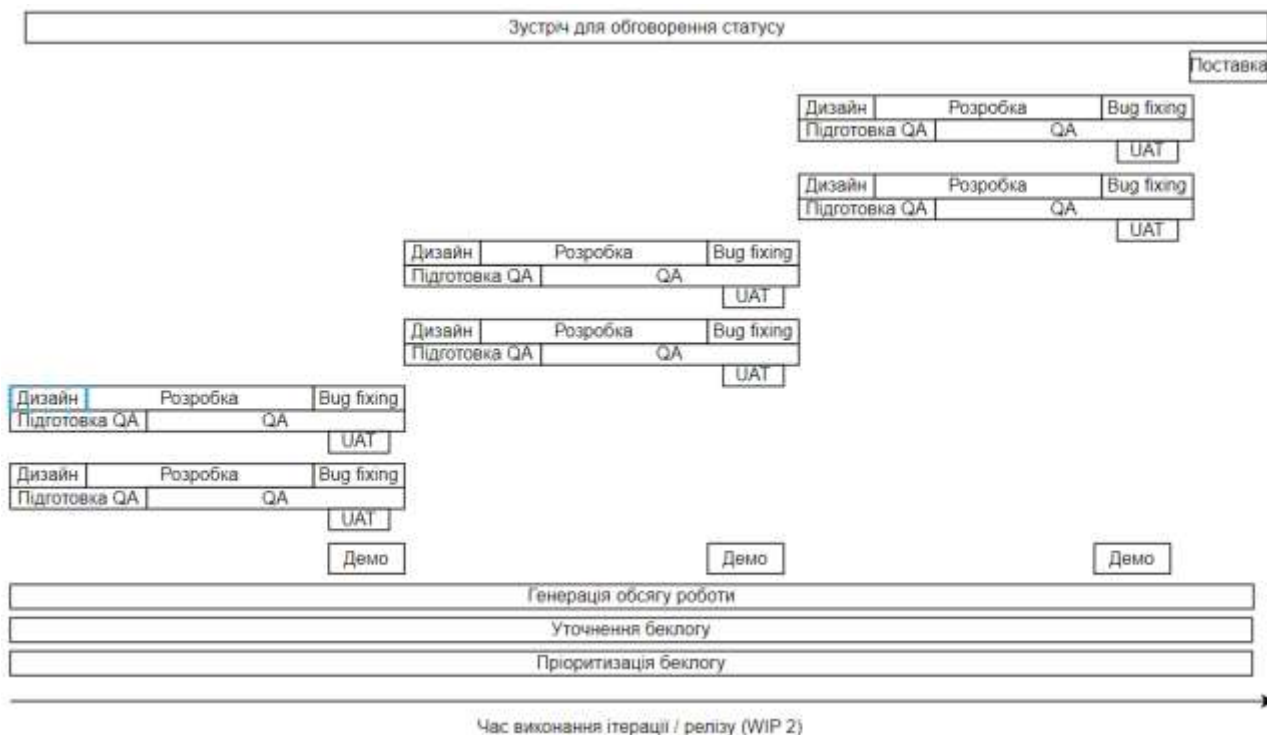 Зустріч для обговорення статусу
Поставка
Дизайн Розробка Bug fixing
Підготовка QA QA
UAT
Дизайн Розробка Bug fixing
Підготовка QA QA
UAT
Дизайн Розробка Bug fixing
Підготовка QA QA
UAT
Дизайн Розробка Bug fixing
Підготовка QA QA
UAT
Дизайн Розробка Bug fixing
Підготовка QA QA
UAT
Дизайн Розробка Bug fixing
Підготовка QA QA
UAT
Демо Демо Демо
Генерація обсягу роботи
Уточнення беклогу
Пріоритизація беклогу
Час виконання ітерації / релізу (WIP 2)